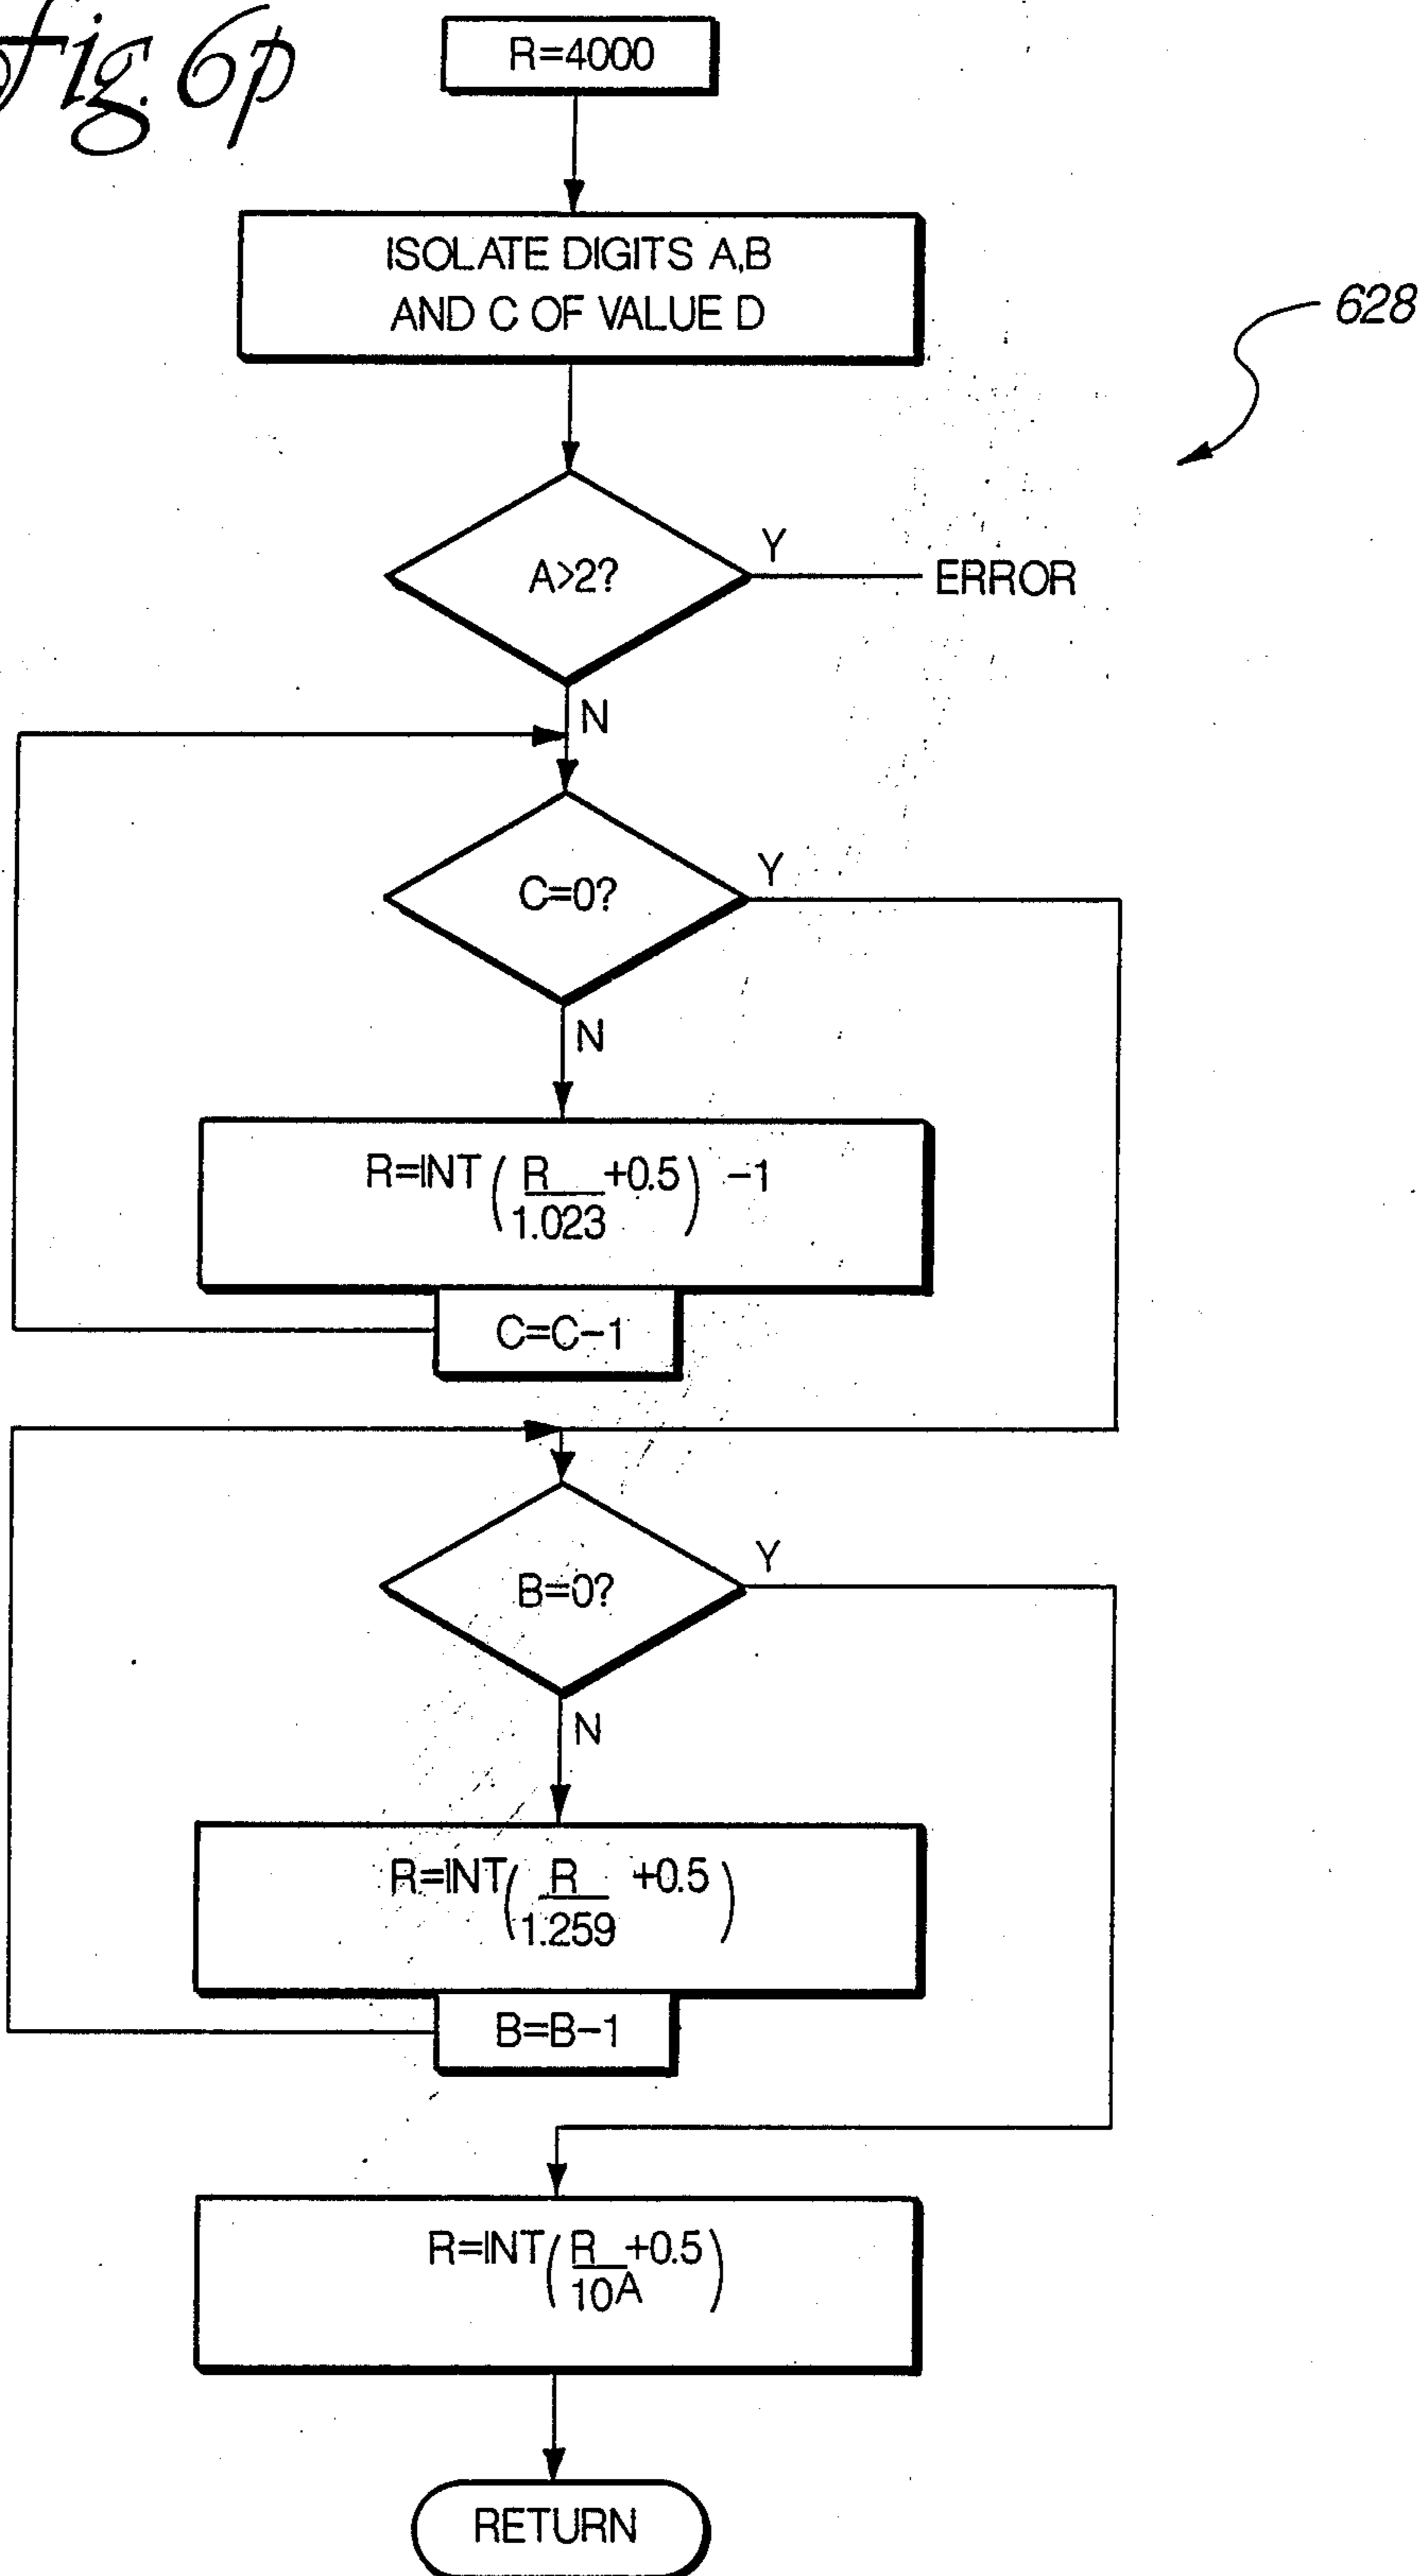 Fig. 6p
R=4000
ISOLATE DIGITS A,B
AND C OF VALUE D
628
A>2?
Y
ERROR
N
C=0?
Y
N
R=INT(R/1.023 +0.5) -1
C=C-1
B=0?
Y
N
R=INT(R/1.259 +0.5)
B=B-1
R=INT(R/10A +0.5)
RETURN